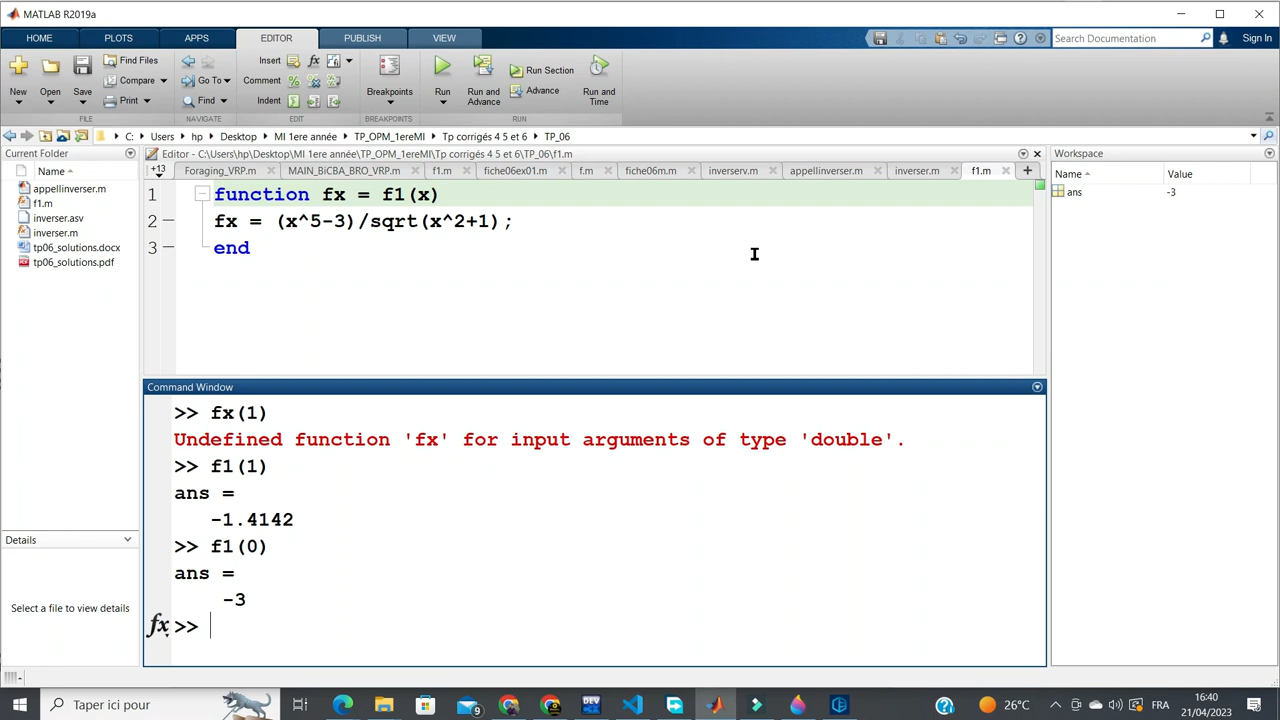 MATLAB R2019a
HOME PLOTS APPS EDITOR PUBLISH VIEW Search Documentation Sign In
New Open Save Find Files Compare Print Go To Find Insert Comment Indent fx Breakpoints Run Run and Advance Run Section Advance Run and Time
FILE NAVIGATE EDIT BREAKPOINTS RUN
C: Users hp Desktop MI 1ere année TP_OPM_1ereMI Tp corrigés 4 5 et 6 TP_06
Current Folder
Name
appelinverser.m
f1.m
inverser.asv
inverser.m
tp06_solutions.docx
tp06_solutions.pdf
Details
Select a file to view details
Editor - C:\Users\hp\Desktop\MI 1ere année\TP_OPM_1ereMI\Tp corrigés 4 5 et 6\TP_06\f1.m
+13 Foraging_VRP.m MAIN_BiCBA_BRO_VRP.m f1.m fiche06ex01.m f.m fiche06m.m inverserv.m appelinverser.m inverser.m f1.m
1 function fx = f1(x)
2 fx = (x^5-3)/sqrt(x^2+1);
3 end
Command Window
>> fx(1)
Undefined function 'fx' for input arguments of type 'double'.
>> f1(1)
ans =
-1.4142
>> f1(0)
ans =
-3
fx >>
Workspace
Name Value
ans -3
Taper ici pour 9 DEV 26°C FRA 16:40
21/04/2023